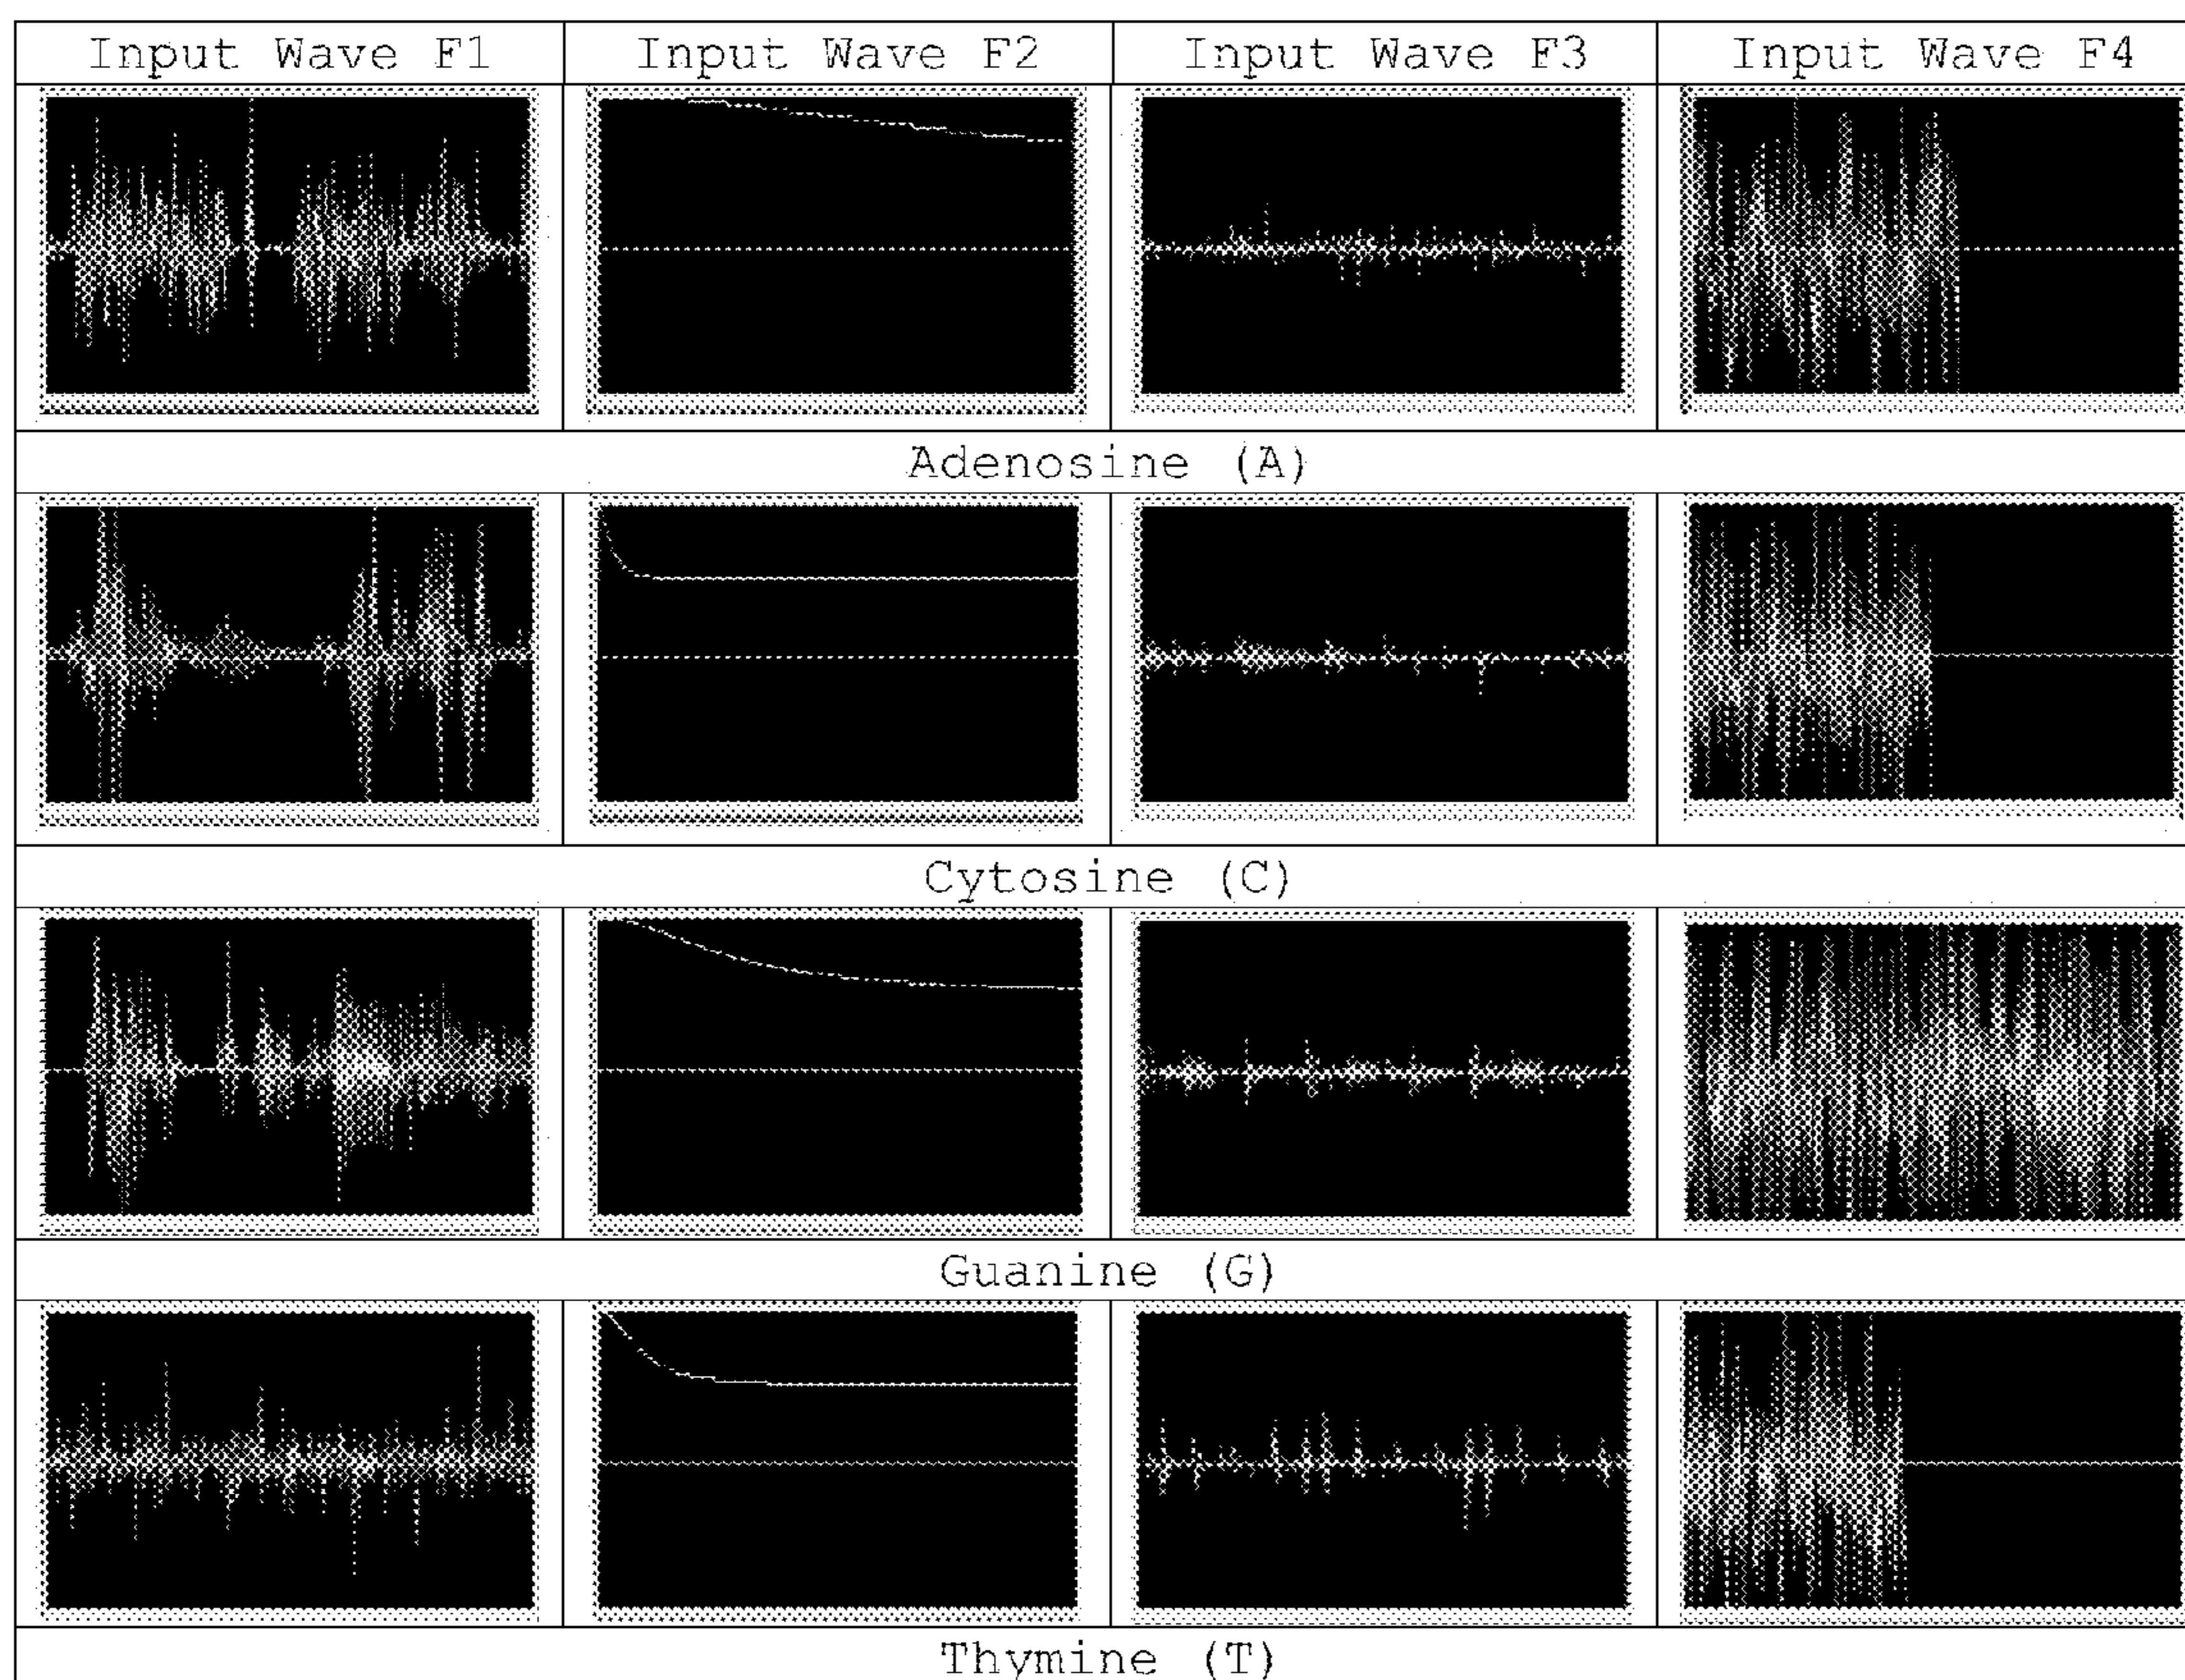 Input Wave F1 Input Wave F2 Input Wave F3 Input Wave F4
Adenosine (A)
Cytosine (C)
Guanine (G)
Thymine (T)